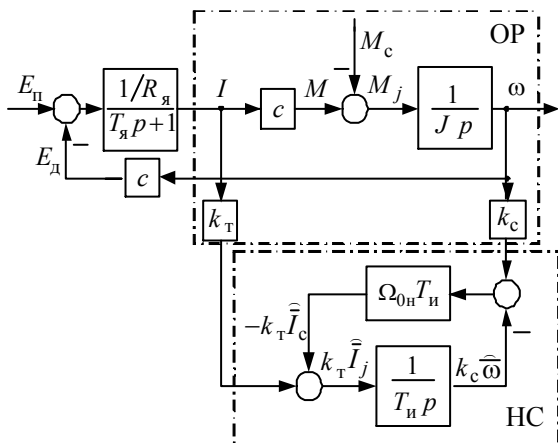 ОР
M_с
E_п
1/R_я
T_я p+1
I
c
M
M_j
1
J p
ω
E_д
c
k_т
k_с
Ω_0н T_и
−k_т Î_с
k_т Î_j
1
T_и p
k_с ω̂
НС